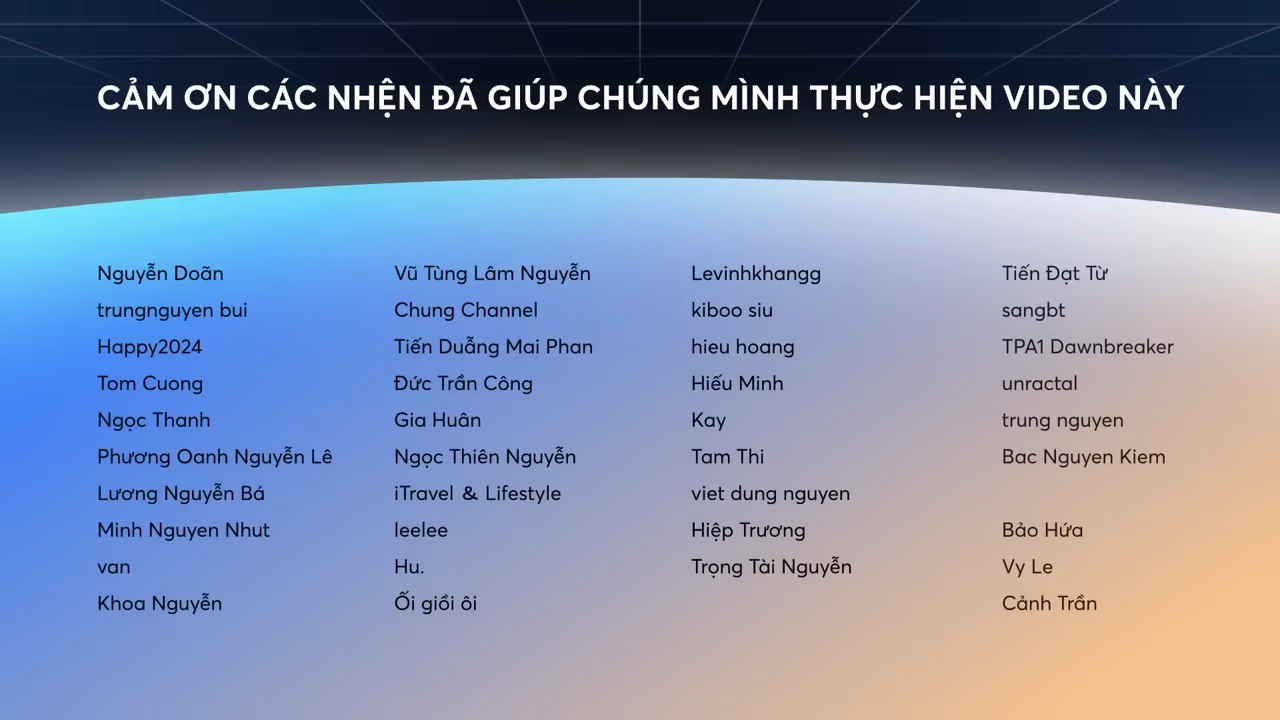 CẢM ƠN CÁC NHỆN ĐÃ GIÚP CHÚNG MÌNH THỰC HIỆN VIDEO NÀY
Nguyễn Doãn
trungnguyen bui
Happy2024
Tom Cuong
Ngọc Thanh
Phương Oanh Nguyễn Lê
Lương Nguyễn Bá
Minh Nguyen Nhut
van
Khoa Nguyễn
Vũ Tùng Lâm Nguyễn
Chung Channel
Tiến Duẫng Mai Phan
Đức Trần Công
Gia Huân
Ngọc Thiên Nguyễn
iTravel & Lifestyle
leelee
Hu.
Ối giồi ôi
Levinhkhangg
kiboo siu
hieu hoang
Hiếu Minh
Kay
Tam Thi
viet dung nguyen
Hiệp Trương
Trọng Tài Nguyễn
Tiến Đạt Từ
sangbt
TPA1 Dawnbreaker
unractal
trung nguyen
Bac Nguyen Kiem
Bảo Hứa
Vy Le
Cảnh Trần